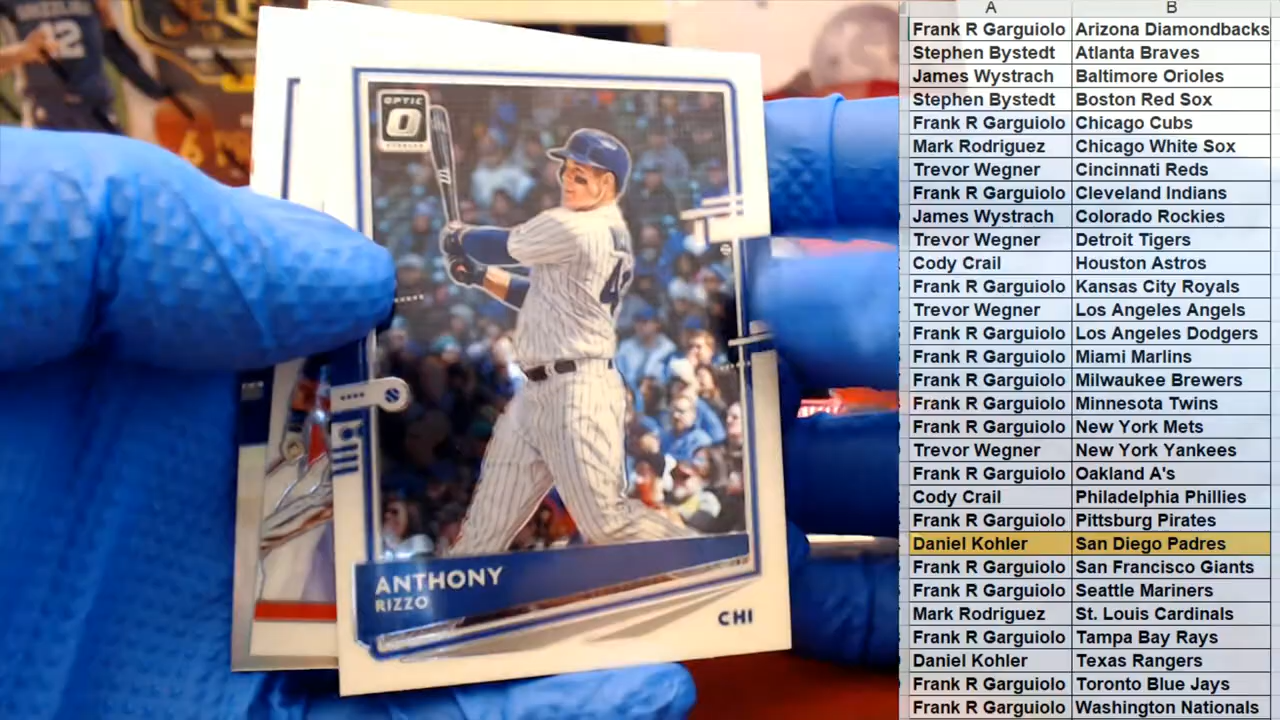 12
OPTIC
O
ANTHONY
RIZZO
CHI
A B
Frank R Garguiolo Arizona Diamondbacks
Stephen Bystedt Atlanta Braves
James Wystrach Baltimore Orioles
Stephen Bystedt Boston Red Sox
Frank R Garguiolo Chicago Cubs
Mark Rodriguez Chicago White Sox
Trevor Wegner Cincinnati Reds
Frank R Garguiolo Cleveland Indians
James Wystrach Colorado Rockies
Trevor Wegner Detroit Tigers
Cody Crail Houston Astros
Frank R Garguiolo Kansas City Royals
Trevor Wegner Los Angeles Angels
Frank R Garguiolo Los Angeles Dodgers
Frank R Garguiolo Miami Marlins
Frank R Garguiolo Milwaukee Brewers
Frank R Garguiolo Minnesota Twins
Frank R Garguiolo New York Mets
Trevor Wegner New York Yankees
Frank R Garguiolo Oakland A's
Cody Crail Philadelphia Phillies
Frank R Garguiolo Pittsburg Pirates
Daniel Kohler San Diego Padres
Frank R Garguiolo San Francisco Giants
Frank R Garguiolo Seattle Mariners
Mark Rodriguez St. Louis Cardinals
Frank R Garguiolo Tampa Bay Rays
Daniel Kohler Texas Rangers
Frank R Garguiolo Toronto Blue Jays
Frank R Garguiolo Washington Nationals